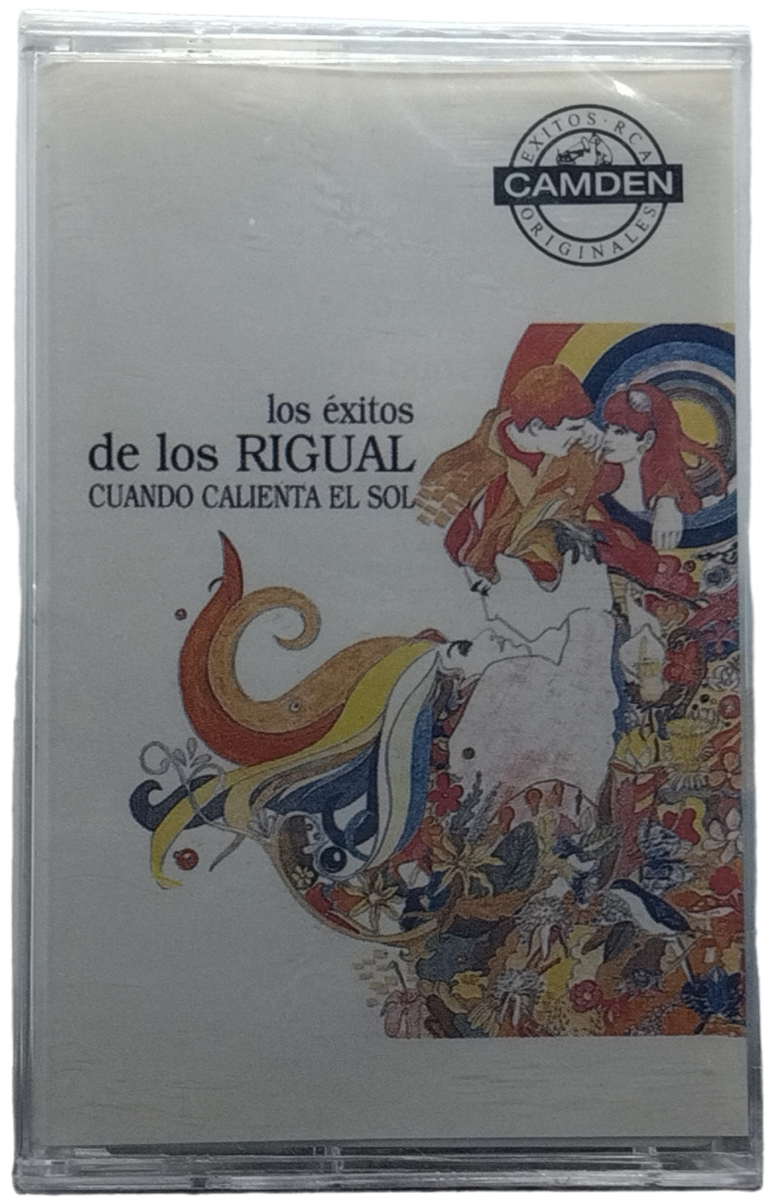 EXITOS · RCA
CAMDEN
ORIGINALES
los éxitos
de los RIGUAL
CUANDO CALIENTA EL SOL